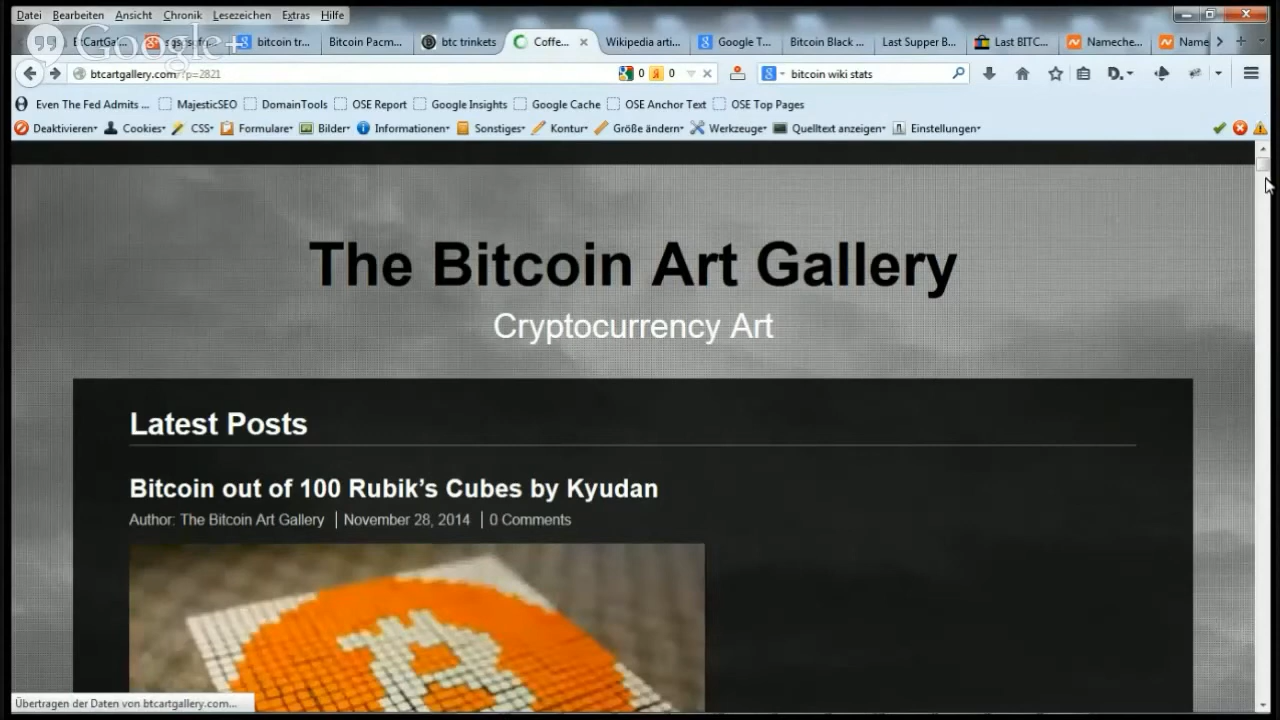 Datei Bearbeiten Ansicht Chronik Lesezeichen Extras Hilfe
Google+
bitcoin tr... Bitcoin Pacm... btc trinkets Coffe... Wikipedia arti... Google T... Bitcoin Black ... Last Supper B... Last BITC... Nameche... Name
btcartgallery.com/?p=2821 0 0 bitcoin wiki stats
Even The Fed Admits ... MajesticSEO DomainTools OSE Report Google Insights Google Cache OSE Anchor Text OSE Top Pages
Deaktivieren Cookies CSS Formulare Bilder Informationen Sonstiges Kontur Größe ändern Werkzeuge Quelltext anzeigen Einstellungen
The Bitcoin Art Gallery
Cryptocurrency Art
Latest Posts
Bitcoin out of 100 Rubik’s Cubes by Kyudan
Author: The Bitcoin Art Gallery | November 28, 2014 | 0 Comments
Übertragen der Daten von btcartgallery.com...